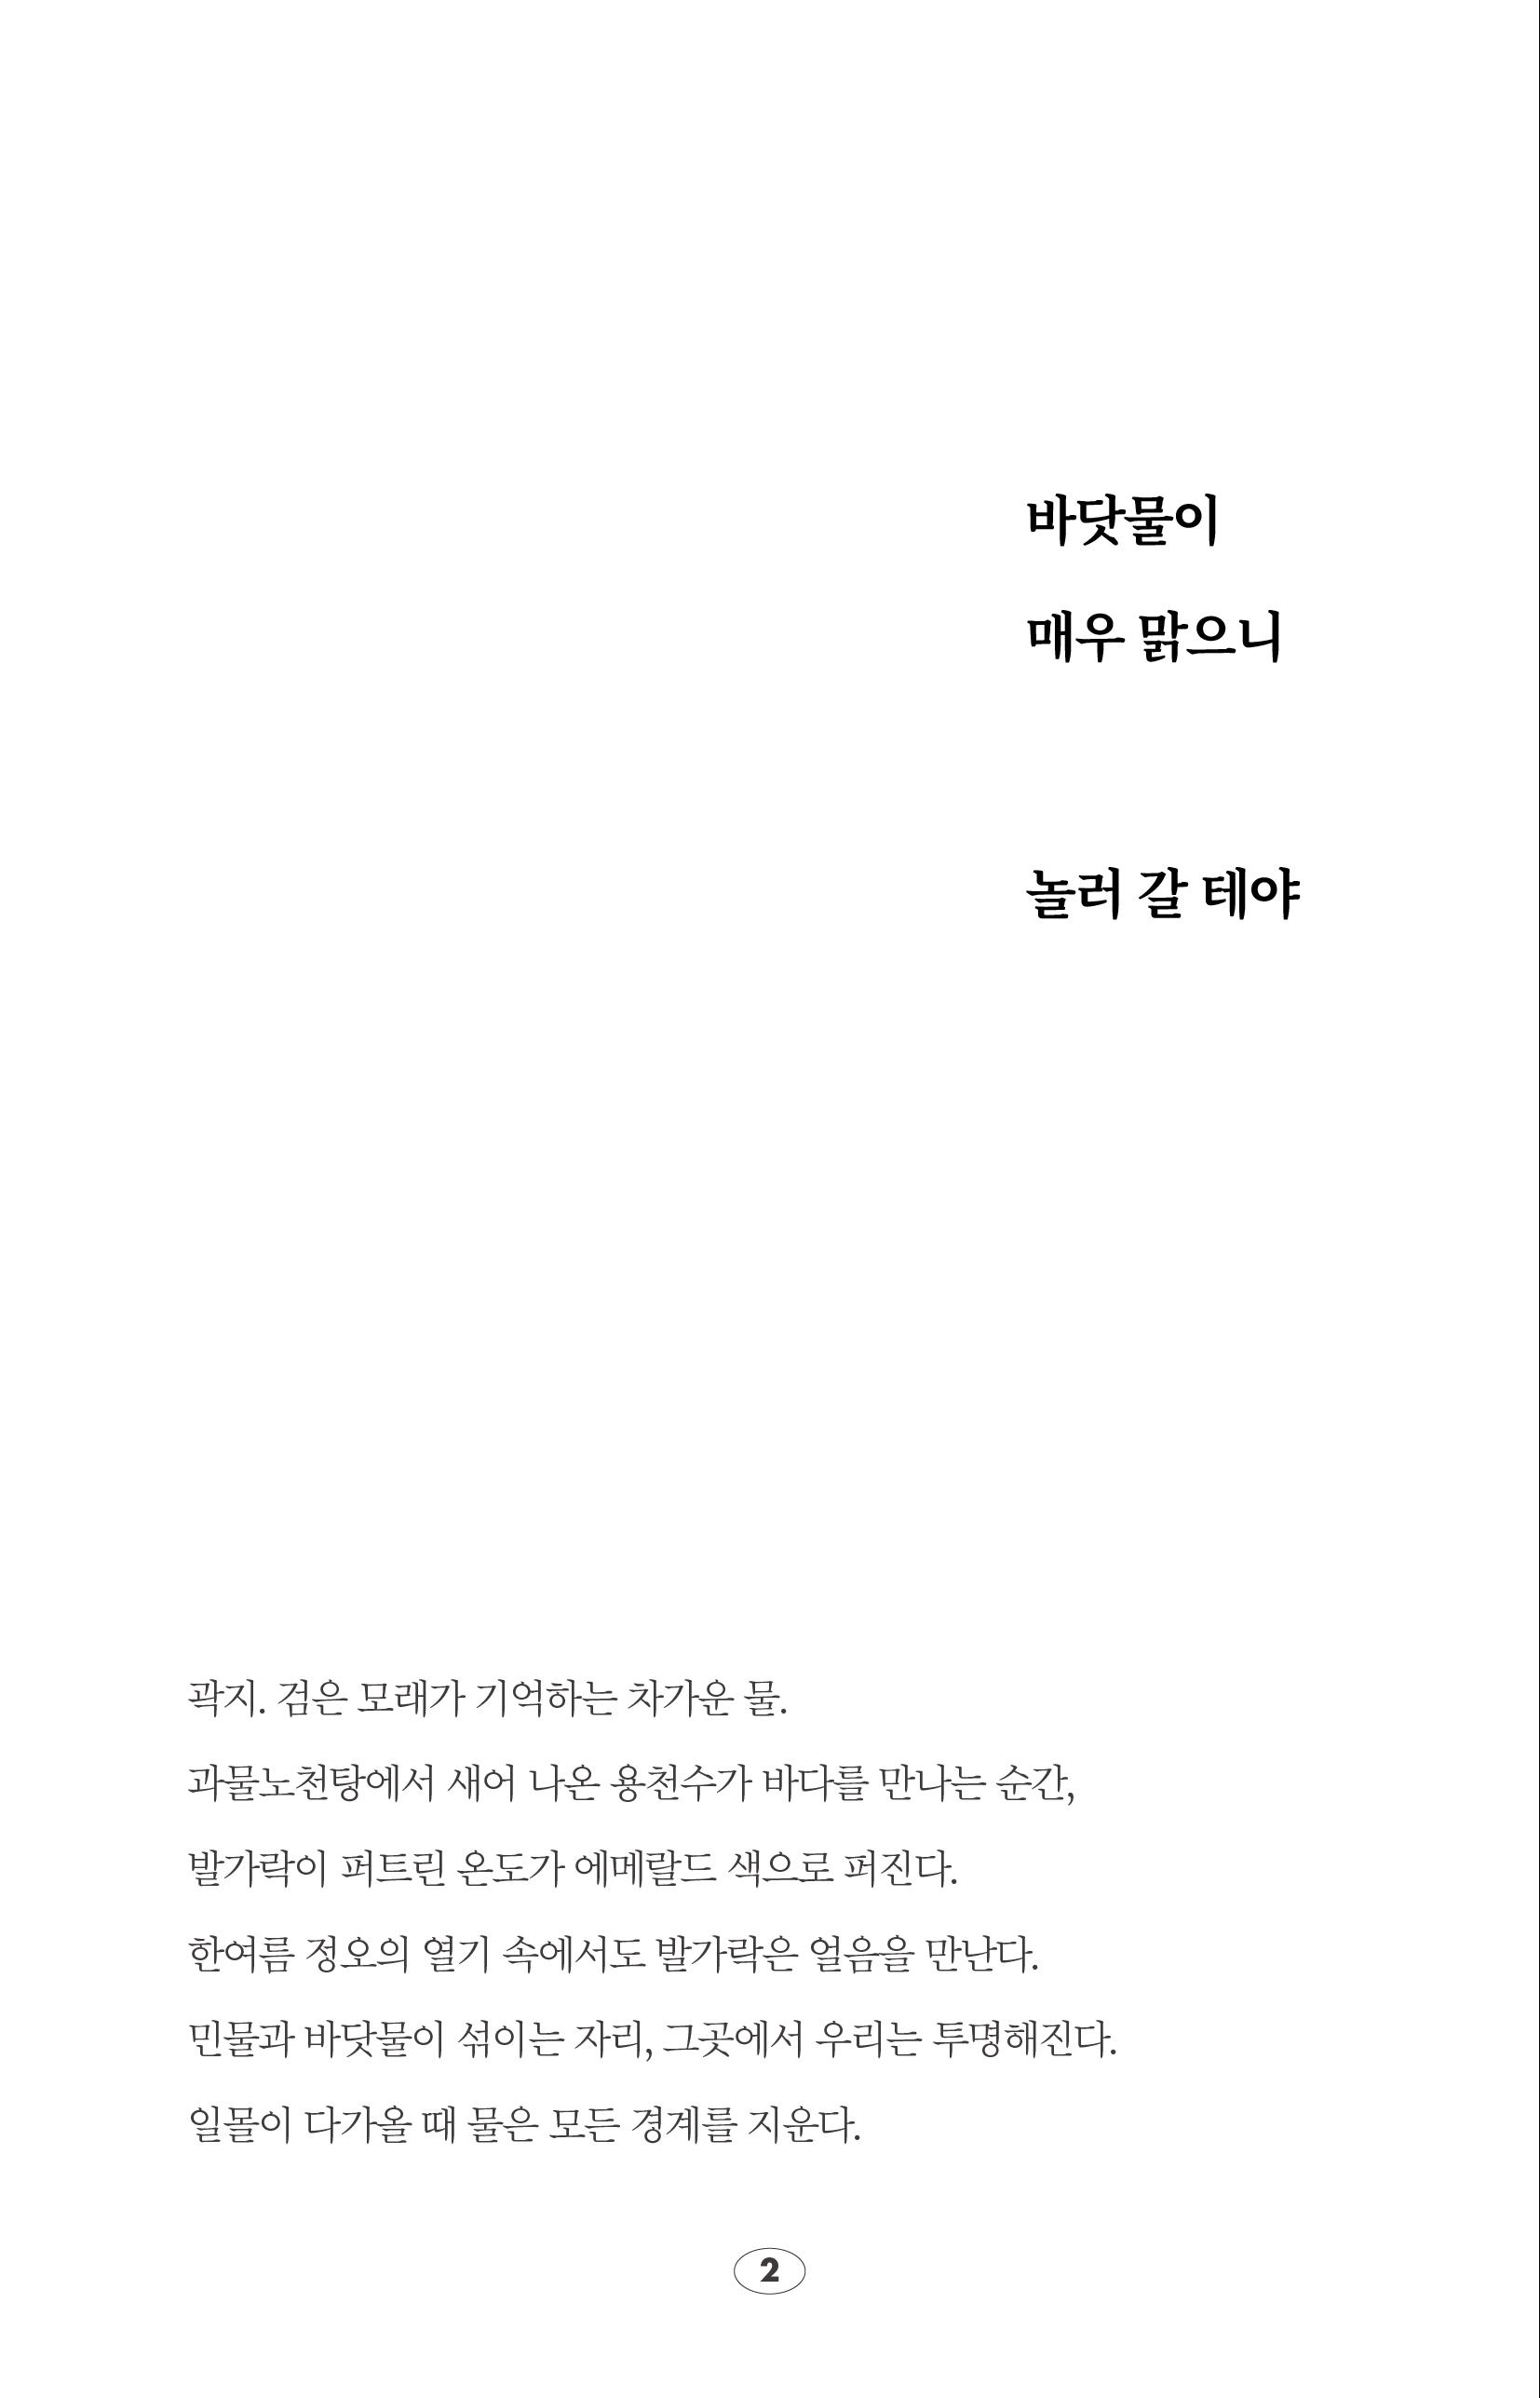 바닷물이
매우 맑으니
놀러 갈 테야
곽지. 검은 모래가 기억하는 차가운 물.
과물노천탕에서 새어 나온 용천수가 바다를 만나는 순간,
발가락이 퍼트린 온도가 에메랄드 색으로 퍼진다.
한여름 정오의 열기 속에서도 발가락은 얼음을 만난다.
민물과 바닷물이 섞이는 자리, 그곳에서 우리는 투명해진다.
일몰이 다가올 때 물은 모든 경계를 지운다.
2